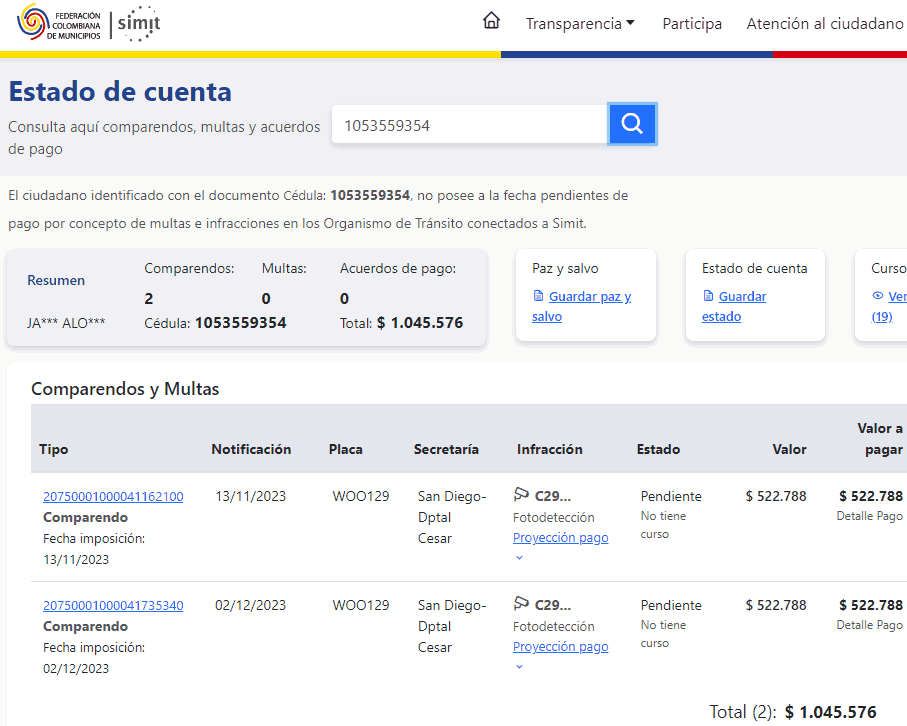 FEDERACIÓN
COLOMBIANA
DE MUNICIPIOS
simit
Transparencia
Participa
Atención al ciudadano
Estado de cuenta
Consulta aquí comparendos, multas y acuerdos
de pago
1053559354
El ciudadano identificado con el documento Cédula: 1053559354, no posee a la fecha pendientes de
pago por concepto de multas e infracciones en los Organismo de Tránsito conectados a Simit.
Resumen
JA*** ALO***
Comparendos: Multas: Acuerdos de pago:
2 0 0
Cédula: 1053559354 Total: $ 1.045.576
Paz y salvo
Guardar paz y
salvo
Estado de cuenta
Guardar
estado
Curso
Ver
(19)
Comparendos y Multas
Tipo Notificación Placa Secretaría Infracción Estado Valor Valor a
pagar
20750001000041162100 13/11/2023 WOO129 San Diego- C29... Pendiente $ 522.788 $ 522.788
Comparendo Dptal Fotodetección No tiene Detalle Pago
Fecha imposición: Cesar Proyección pago curso
13/11/2023
20750001000041735340 02/12/2023 WOO129 San Diego- C29... Pendiente $ 522.788 $ 522.788
Comparendo Dptal Fotodetección No tiene Detalle Pago
Fecha imposición: Cesar Proyección pago curso
02/12/2023
Total (2): $ 1.045.576